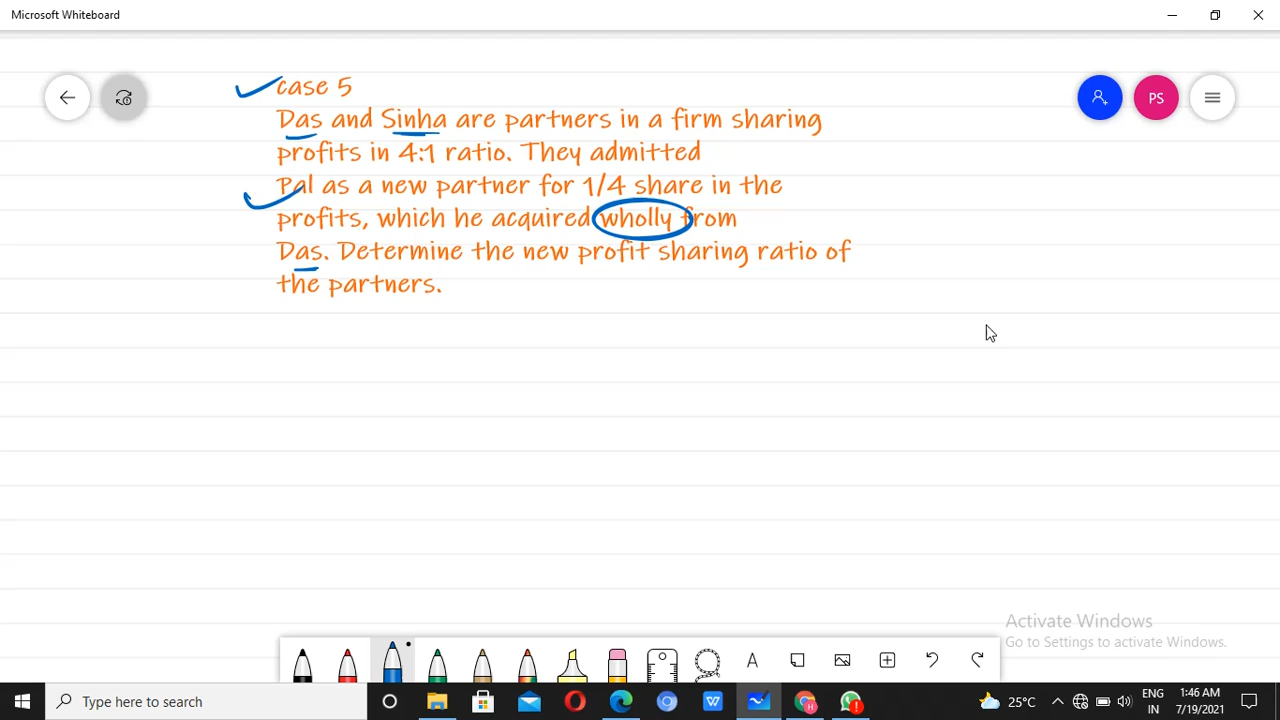 Microsoft Whiteboard
case 5
Das and Sinha are partners in a firm sharing
profits in 4:1 ratio. They admitted
Pal as a new partner for 1/4 share in the
profits, which he acquired wholly from
Das. Determine the new profit sharing ratio of
the partners.
PS
Activate Windows
Go to Settings to activate Windows.
A
Type here to search
W
H
25°C
ENG
IN
1:46 AM
7/19/2021